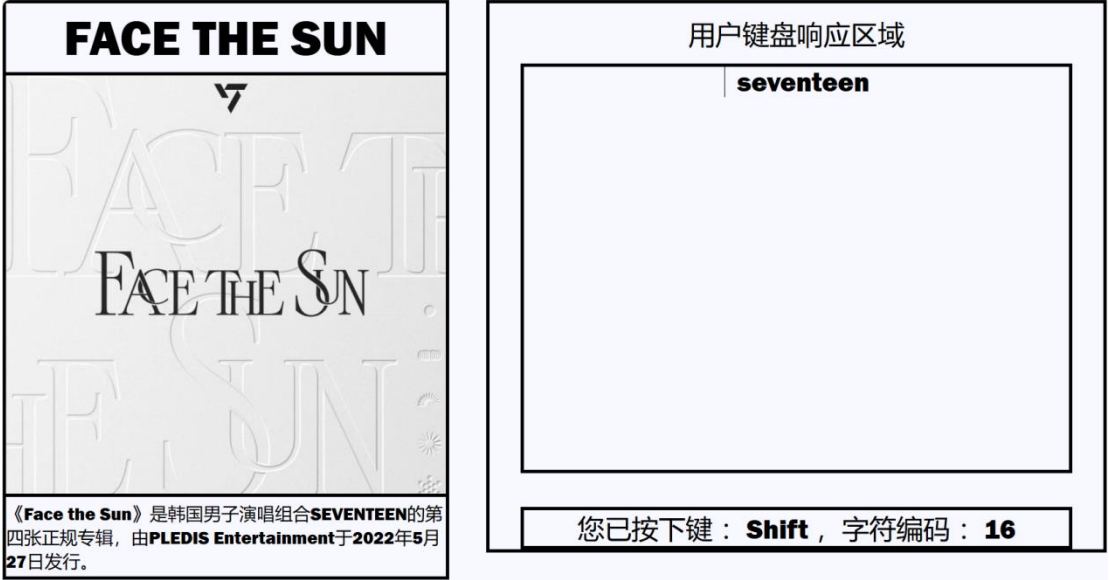 FACE THE SUN
FACE THE SUN
《Face the Sun》是韩国男子演唱组合SEVENTEEN的第
四张正规专辑，由PLEDIS Entertainment于2022年5月
27日发行。
用户键盘响应区域
seventeen
您已按下键： Shift ，字符编码： 16